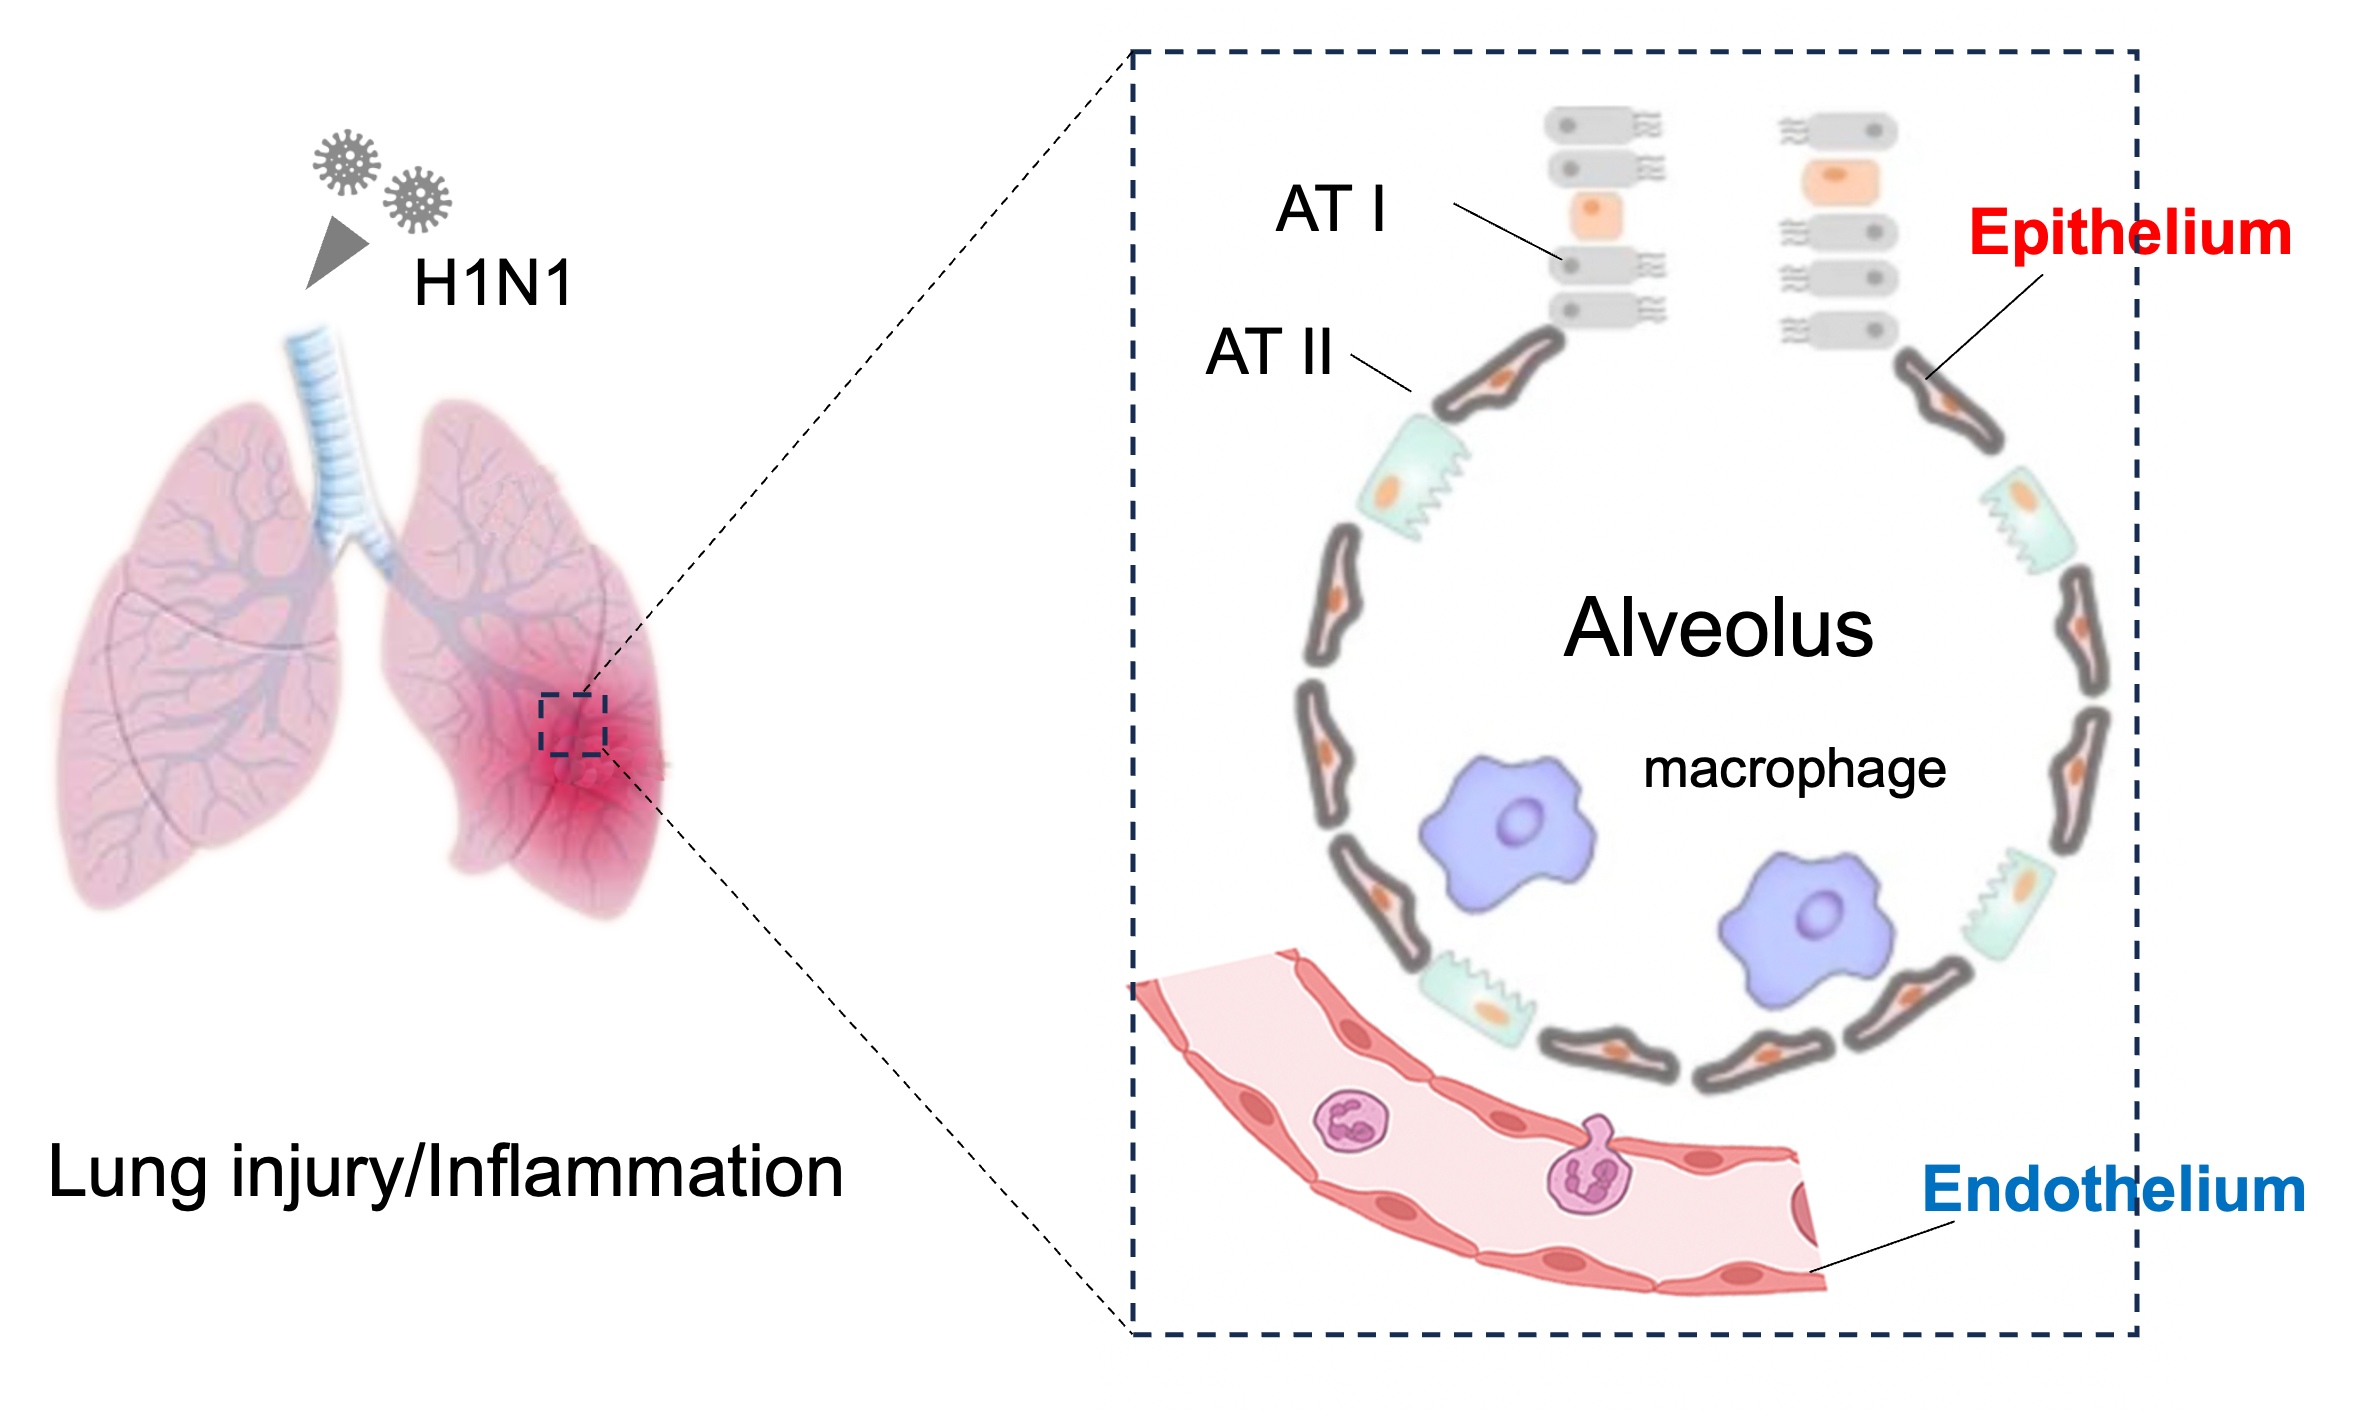 H1N1
Lung injury/Inflammation
AT I
AT II
Epithelium
Alveolus
macrophage
Endothelium